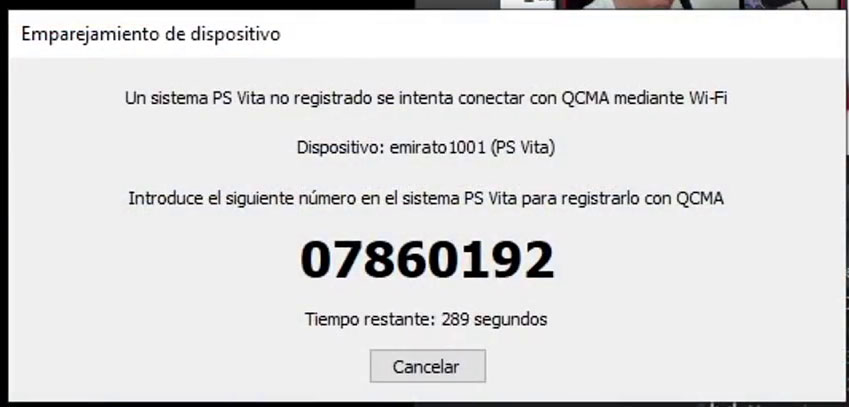 Emparejamiento de dispositivo
Un sistema PS Vita no registrado se intenta conectar con QCMA mediante Wi-Fi
Dispositivo: emirato1001 (PS Vita)
Introduce el siguiente número en el sistema PS Vita para registrarlo con QCMA
07860192
Tiempo restante: 289 segundos
Cancelar